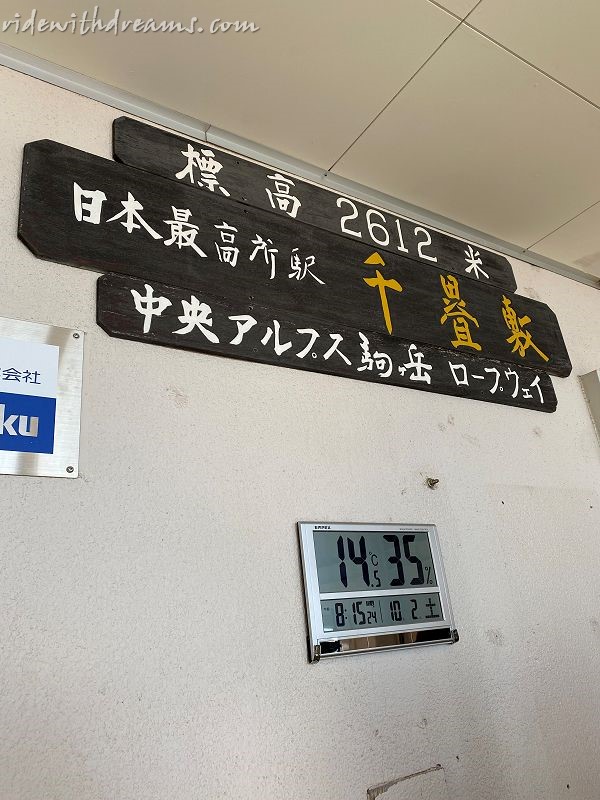 ridewithdreams.com
標高 2612 米
日本最高所駅 千畳敷
中央アルプス駒ヶ岳 ロープウェイ
会社
ku
EMPEX
14.5℃ 35%
8:15 24 10.2.土